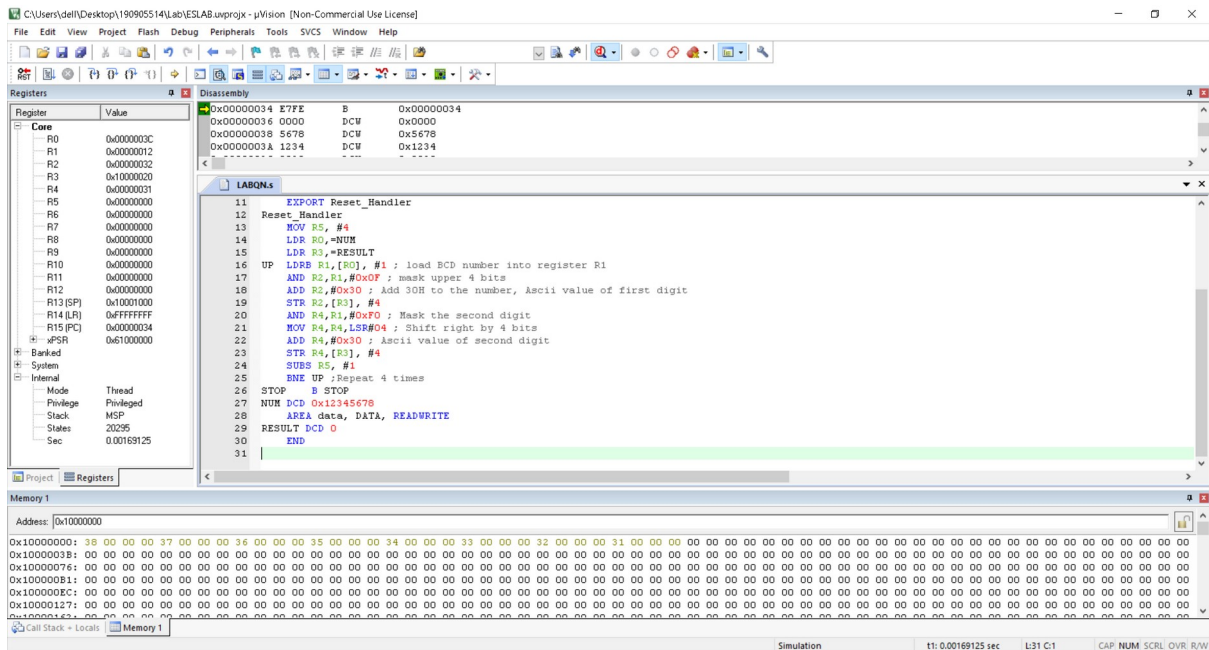 C:\Users\dell\Desktop\190905514\Lab\ESLAB.uvprojx - µVision [Non-Commercial Use License]
File Edit View Project Flash Debug Peripherals Tools SVCS Window Help
RST
Registers
Register Value
Core
R0 0x0000003C
R1 0x00000012
R2 0x00000032
R3 0x10000020
R4 0x00000031
R5 0x00000000
R6 0x00000000
R7 0x00000000
R8 0x00000000
R9 0x00000000
R10 0x00000000
R11 0x00000000
R12 0x00000000
R13 (SP) 0x10001000
R14 (LR) 0xFFFFFFFF
R15 (PC) 0x00000034
xPSR 0x61000000
Banked
System
Internal
Mode Thread
Privilege Privileged
Stack MSP
States 20295
Sec 0.00169125
Project Registers
Disassembly
0x00000034 E7FE B 0x00000034
0x00000036 0000 DCW 0x0000
0x00000038 5678 DCW 0x5678
0x0000003A 1234 DCW 0x1234
LABQN.s
11 EXPORT Reset_Handler
12 Reset_Handler
13 MOV R5, #4
14 LDR R0,=NUM
15 LDR R3,=RESULT
16 UP LDRB R1,[R0], #1 ; load BCD number into register R1
17 AND R2,R1,#0x0F ; mask upper 4 bits
18 ADD R2,#0x30 ; Add 30H to the number, Ascii value of first digit
19 STR R2,[R3], #4
20 AND R4,R1,#0xF0 ; Mask the second digit
21 MOV R4,R4,LSR#04 ; Shift right by 4 bits
22 ADD R4,#0x30 ; Ascii value of second digit
23 STR R4,[R3], #4
24 SUBS R5, #1
25 BNE UP ;Repeat 4 times
26 STOP B STOP
27 NUM DCD 0x12345678
28 AREA data, DATA, READWRITE
29 RESULT DCD 0
30 END
31
Memory 1
Address: 0x10000000
0x10000000: 38 00 00 00 37 00 00 00 36 00 00 00 35 00 00 00 34 00 00 00 33 00 00 00 32 00 00 00 31 00 00 00 00 00 00 00 00 00 00 00 00 00 00 00 00 00 00 00 00 00 00 00 00 00 00 00 00 00 00
0x1000003B: 00 00 00 00 00 00 00 00 00 00 00 00 00 00 00 00 00 00 00 00 00 00 00 00 00 00 00 00 00 00 00 00 00 00 00 00 00 00 00 00 00 00 00 00 00 00 00 00 00 00 00 00 00 00 00 00 00 00 00
0x10000076: 00 00 00 00 00 00 00 00 00 00 00 00 00 00 00 00 00 00 00 00 00 00 00 00 00 00 00 00 00 00 00 00 00 00 00 00 00 00 00 00 00 00 00 00 00 00 00 00 00 00 00 00 00 00 00 00 00 00 00
0x100000B1: 00 00 00 00 00 00 00 00 00 00 00 00 00 00 00 00 00 00 00 00 00 00 00 00 00 00 00 00 00 00 00 00 00 00 00 00 00 00 00 00 00 00 00 00 00 00 00 00 00 00 00 00 00 00 00 00 00 00 00
0x100000EC: 00 00 00 00 00 00 00 00 00 00 00 00 00 00 00 00 00 00 00 00 00 00 00 00 00 00 00 00 00 00 00 00 00 00 00 00 00 00 00 00 00 00 00 00 00 00 00 00 00 00 00 00 00 00 00 00 00 00 00
0x10000127: 00 00 00 00 00 00 00 00 00 00 00 00 00 00 00 00 00 00 00 00 00 00 00 00 00 00 00 00 00 00 00 00 00 00 00 00 00 00 00 00 00 00 00 00 00 00 00 00 00 00 00 00 00 00 00 00 00 00 00
Call Stack + Locals Memory 1
Simulation t1: 0.00169125 sec L:31 C:1 CAP NUM SCRL OVR R/W